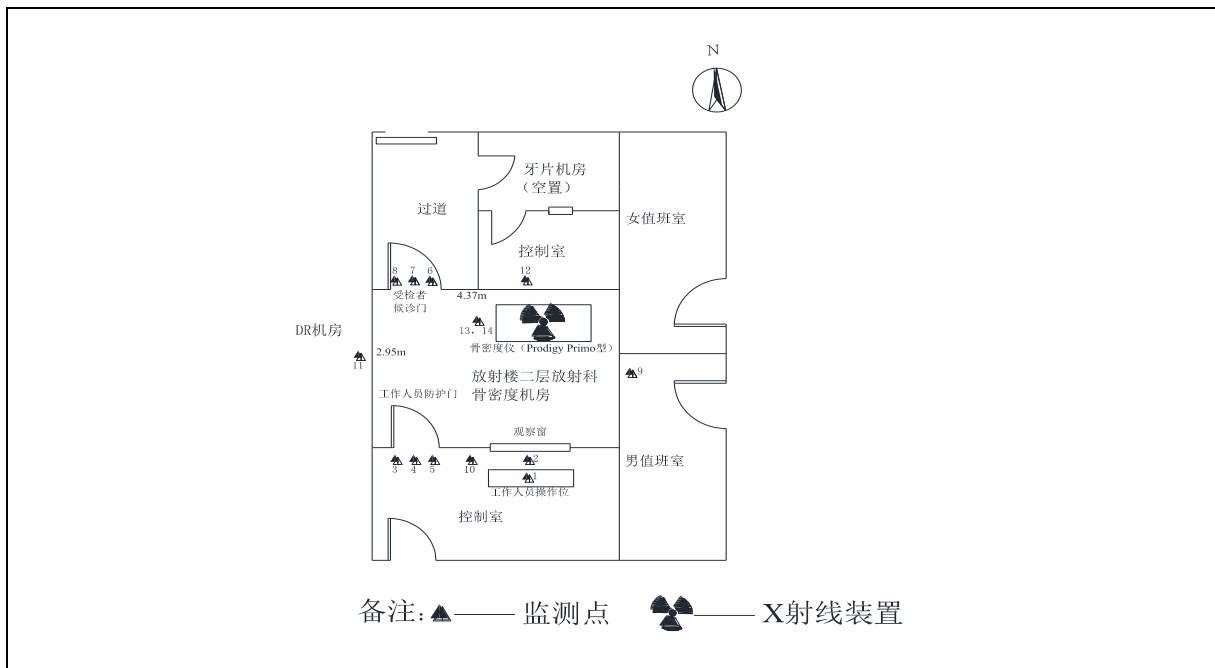 N
牙片机房
（空置）
过道
女值班室
控制室
8
7
6
12
受检者
候诊门
4.37m
13，14
DR机房
2.95m
11
骨密度仪（Prodigy Primo型）
放射楼二层放射科
骨密度机房
9
工作人员防护门
观察窗
3
4
5
10
2
1
男值班室
工作人员操作位
控制室
备注：
监测点
X射线装置